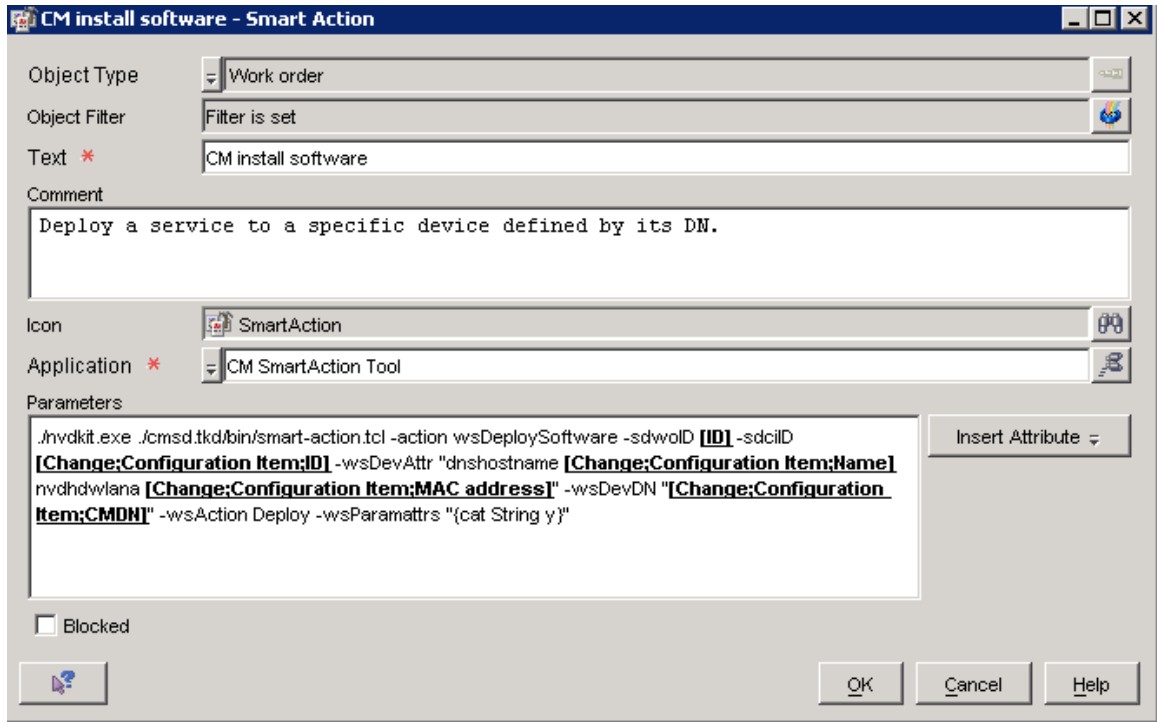 CM install software - Smart Action
Object Type
Work order
Object Filter
Filter is set
Text *
CM install software
Comment
Deploy a service to a specific device defined by its DN.
Icon
SmartAction
Application *
CM SmartAction Tool
Parameters
./nvdkit.exe ./cmsd.tkd/bin/smart-action.tcl -action wsDeploySoftware -sdwoID [ID] -sdciID
[Change;Configuration Item;ID] -wsDevAttr "dnshostname [Change;Configuration Item;Name]
nvdhdwlana [Change;Configuration Item;MAC address]" -wsDevDN "[Change;Configuration
Item;CMDN]" -wsAction Deploy -wsParamattrs "{cat String y}"
Insert Attribute
Blocked
OK
Cancel
Help